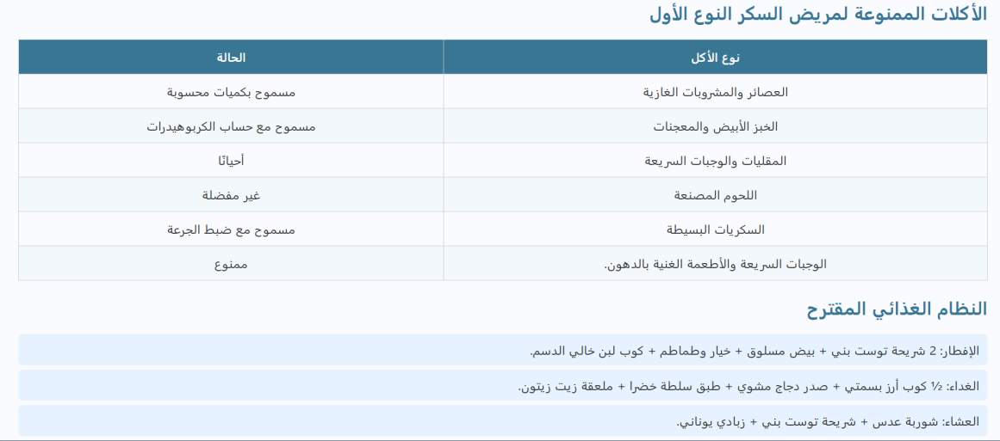 الأكلات الممنوعة لمريض السكر النوع الأول
نوع الأكل الحالة
العصائر والمشروبات الغازية مسموح بكميات محسوبة
الخبز الأبيض والمعجنات مسموح مع حساب الكربوهيدرات
المقليات والوجبات السريعة أحيانًا
اللحوم المصنعة غير مفضلة
السكريات البسيطة مسموح مع ضبط الجرعة
الوجبات السريعة والأطعمة الغنية بالدهون. ممنوع
النظام الغذائي المقترح
الإفطار: 2 شريحة توست بني + بيض مسلوق + خيار وطماطم + كوب لبن خالي الدسم.
الغداء: ½ كوب أرز بسمتي + صدر دجاج مشوي + طبق سلطة خضرا + ملعقة زيت زيتون.
العشاء: شوربة عدس + شريحة توست بني + زبادي يوناني.